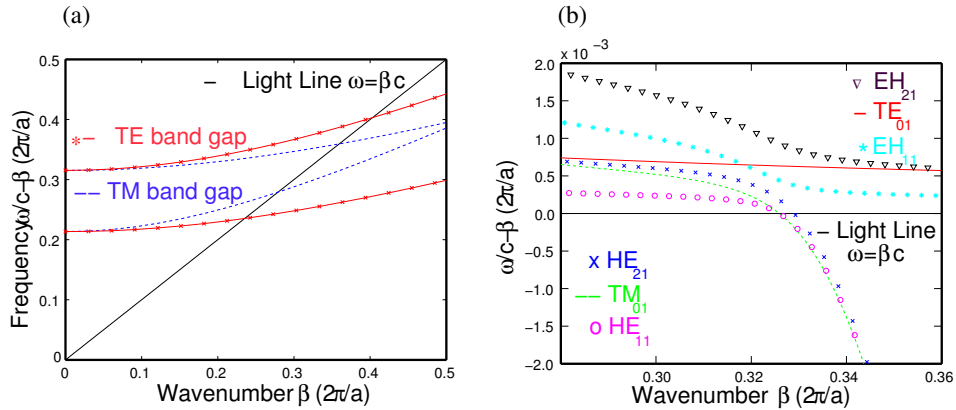 (a)
(b)
Frequency ω/c-β (2π/a)
0.5
0.4
0.3
0.2
0.1
0
– Light Line ω=βc
*– TE band gap
–– TM band gap
0 0.1 0.2 0.3 0.4 0.5
Wavenumber β (2π/a)
ω/c-β (2π/a)
x 10⁻³
2.0
1.5
1.0
0.5
0.0
-0.5
-1.0
-1.5
-2.0
▽ EH₂₁
– TE₀₁
* EH₁₁
– Light Line
ω=βc
x HE₂₁
–– TM₀₁
o HE₁₁
0.30 0.32 0.34 0.36
Wavenumber β (2π/a)